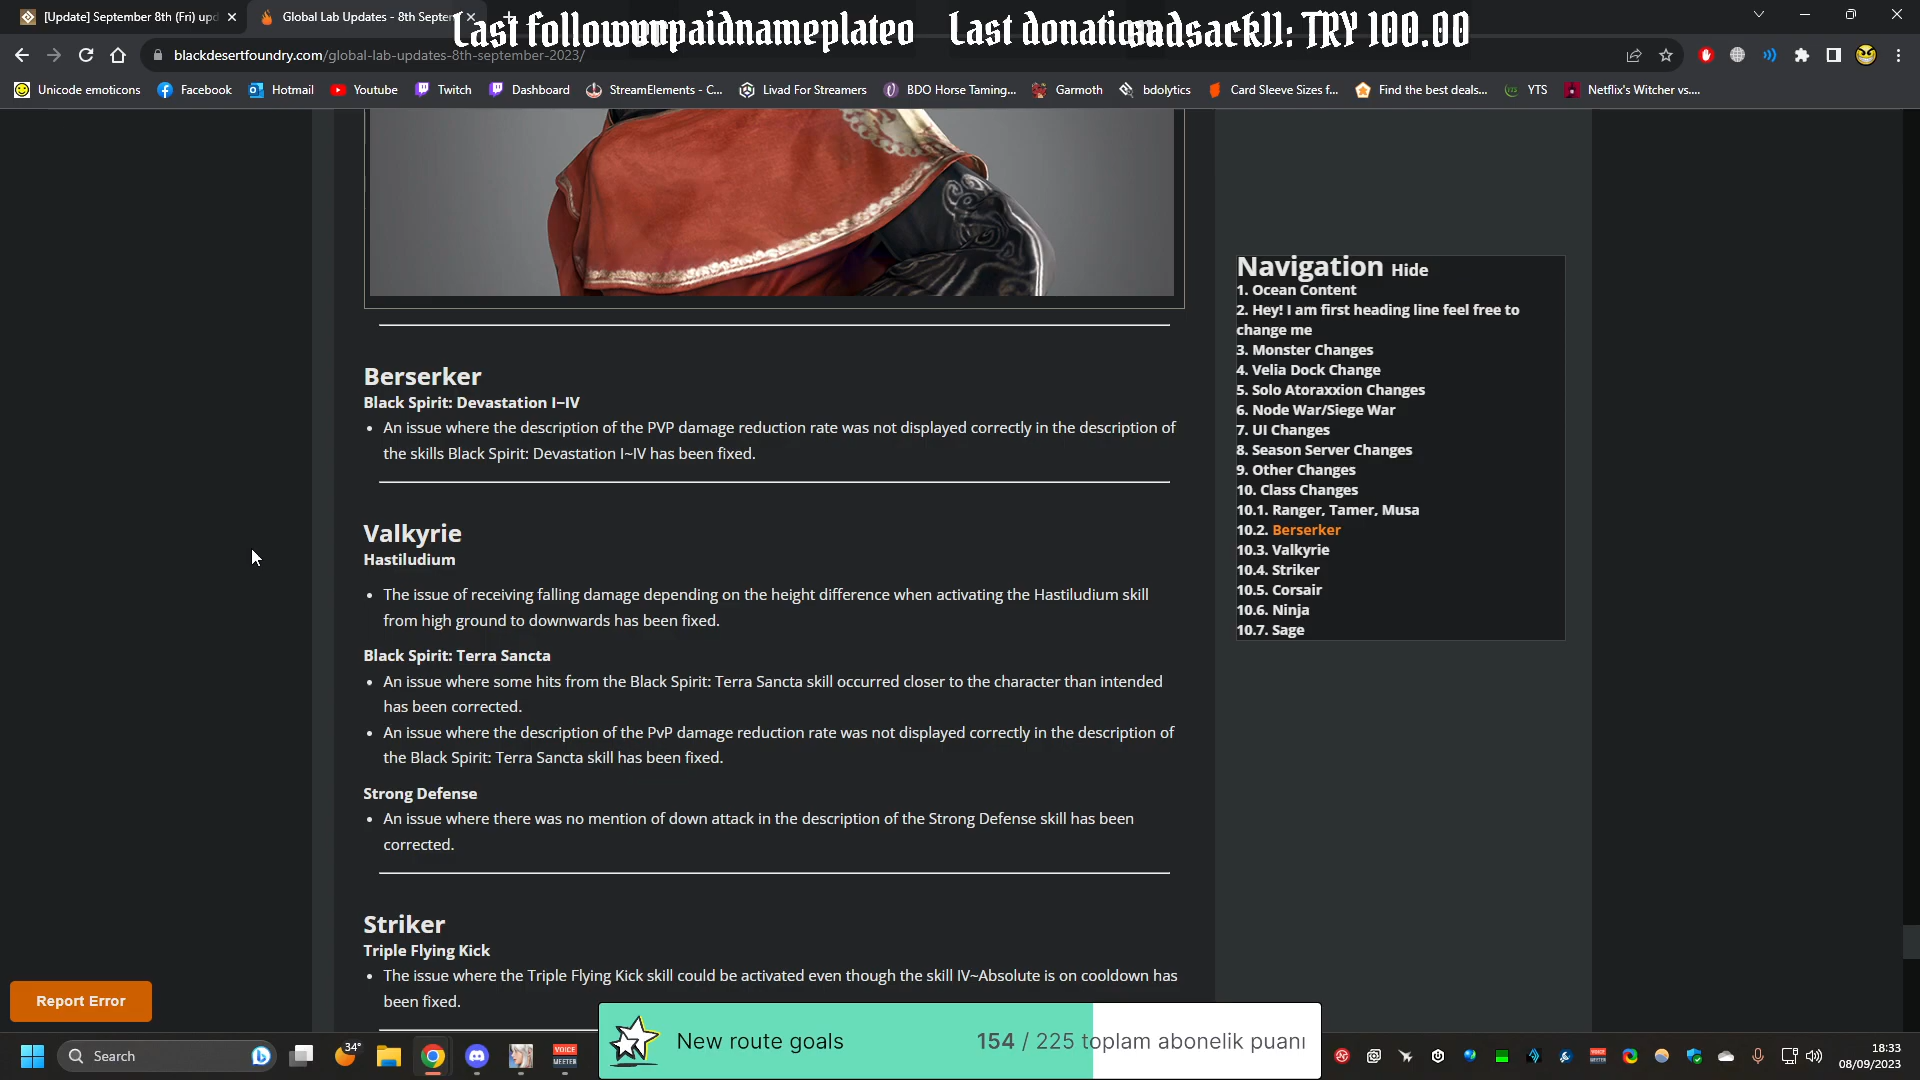 [Update] September 8th (Fri) upd
Global Lab Updates - 8th Septem
Last follower
paidnameplateo
Last donation
sadsackll: TRY 100.00
blackdesertfoundry.com/global-lab-updates-8th-september-2023/
Unicode emoticons
Facebook
Hotmail
Youtube
Twitch
Dashboard
StreamElements - C...
Livad For Streamers
BDO Horse Taming...
Garmoth
bdolytics
Card Sleeve Sizes f...
Find the best deals...
YTS
Netflix's Witcher vs....
Berserker
Black Spirit: Devastation I~IV
• An issue where the description of the PVP damage reduction rate was not displayed correctly in the description of
the skills Black Spirit: Devastation I~IV has been fixed.
Valkyrie
Hastiludium
• The issue of receiving falling damage depending on the height difference when activating the Hastiludium skill
from high ground to downwards has been fixed.
Black Spirit: Terra Sancta
• An issue where some hits from the Black Spirit: Terra Sancta skill occurred closer to the character than intended
has been corrected.
• An issue where the description of the PvP damage reduction rate was not displayed correctly in the description of
the Black Spirit: Terra Sancta skill has been fixed.
Strong Defense
• An issue where there was no mention of down attack in the description of the Strong Defense skill has been
corrected.
Striker
Triple Flying Kick
• The issue where the Triple Flying Kick skill could be activated even though the skill IV~Absolute is on cooldown has
been fixed.
Navigation Hide
1. Ocean Content
2. Hey! I am first heading line feel free to
change me
3. Monster Changes
4. Velia Dock Change
5. Solo Atoraxxion Changes
6. Node War/Siege War
7. UI Changes
8. Season Server Changes
9. Other Changes
10. Class Changes
10.1. Ranger, Tamer, Musa
10.2. Berserker
10.3. Valkyrie
10.4. Striker
10.5. Corsair
10.6. Ninja
10.7. Sage
Report Error
New route goals
154 / 225 toplam abonelik puanı
Search
34°
VOICE
MEETER
18:33
08/09/2023